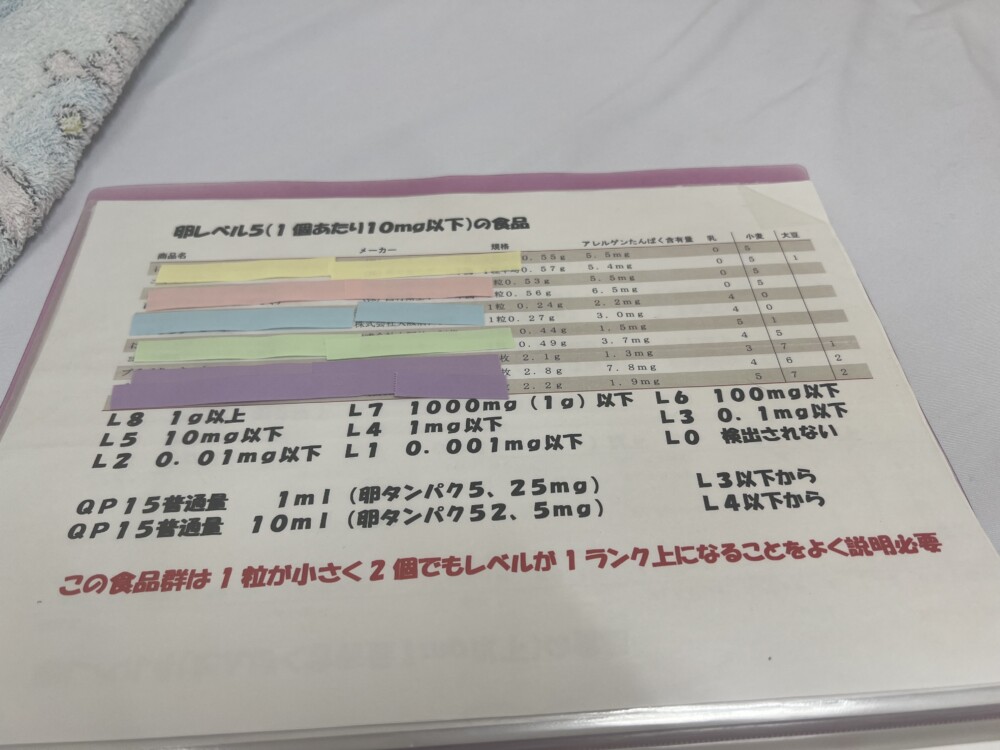 卵レベル5(1個あたり10mg以下)の食品
商品名 メーカー 規格 アレルゲンたんぱく含有量 乳 小麦 大豆
0.55g 5.5mg 0 5
0.57g 5.4mg 0 5 1
粒0.53g 5.5mg 0 5
粒0.56g 6.5mg 0 5
1粒 0.24g 2.2mg 4 0
1粒0.27g 3.0mg 4 0
0.44g 1.5mg 5 1
0.49g 3.7mg 4 5
枚 2.1g 1.3mg 3 7 1
枚 2.8g 7.8mg 4 6 2
2.2g 1.9mg 5 7 2
L8 1g以上 L7 1000mg(1g)以下 L6 100mg以下
L5 10mg以下 L4 1mg以下 L3 0.1mg以下
L2 0.01mg以下 L1 0.001mg以下 L0 検出されない
QP15普通量 1ml(卵タンパク5、25mg) L3以下から
QP15普通量 10ml(卵タンパク52、5mg) L4以下から
この食品群は1粒が小さく2個でもレベルが1ランク上になることをよく説明必要